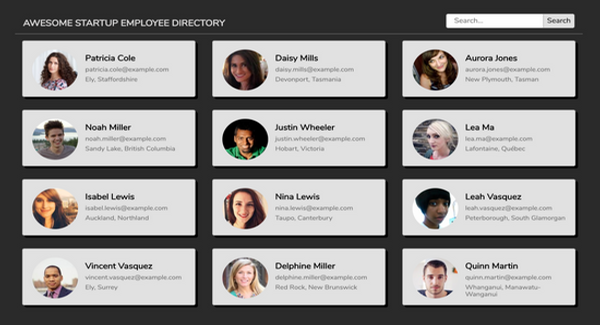 AWESOME STARTUP EMPLOYEE DIRECTORY
Search... Search
Patricia Cole
patricia.cole@example.com
Ely, Staffordshire
Daisy Mills
daisy.mills@example.com
Devonport, Tasmania
Aurora Jones
aurora.jones@example.com
New Plymouth, Tasman
Noah Miller
noah.miller@example.com
Sandy Lake, British Columbia
Justin Wheeler
justin.wheeler@example.com
Hobart, Victoria
Lea Ma
lea.ma@example.com
Lafontaine, Québec
Isabel Lewis
isabel.lewis@example.com
Auckland, Northland
Nina Lewis
nina.lewis@example.com
Taupo, Canterbury
Leah Vasquez
leah.vasquez@example.com
Peterborough, South Glamorgan
Vincent Vasquez
vincent.vasquez@example.com
Ely, Surrey
Delphine Miller
delphine.miller@example.com
Red Rock, New Brunswick
Quinn Martin
quinn.martin@example.com
Whanganui, Manawatu-
Wanganui